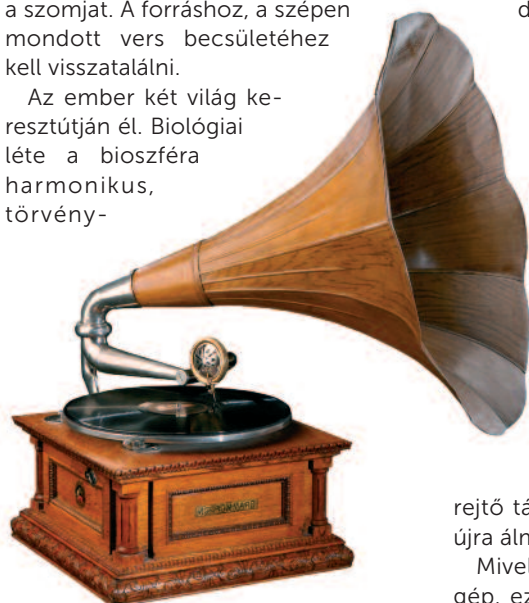 a szomjat. A forráshoz, a szépen
mondott vers becsületéhez
kell visszatalálni.
Az ember két világ ke-
resztútján él. Biológiai
léte a bioszféra
harmonikus,
törvény-
d
rejtő tá
újra áln
Mivel
gép, ez